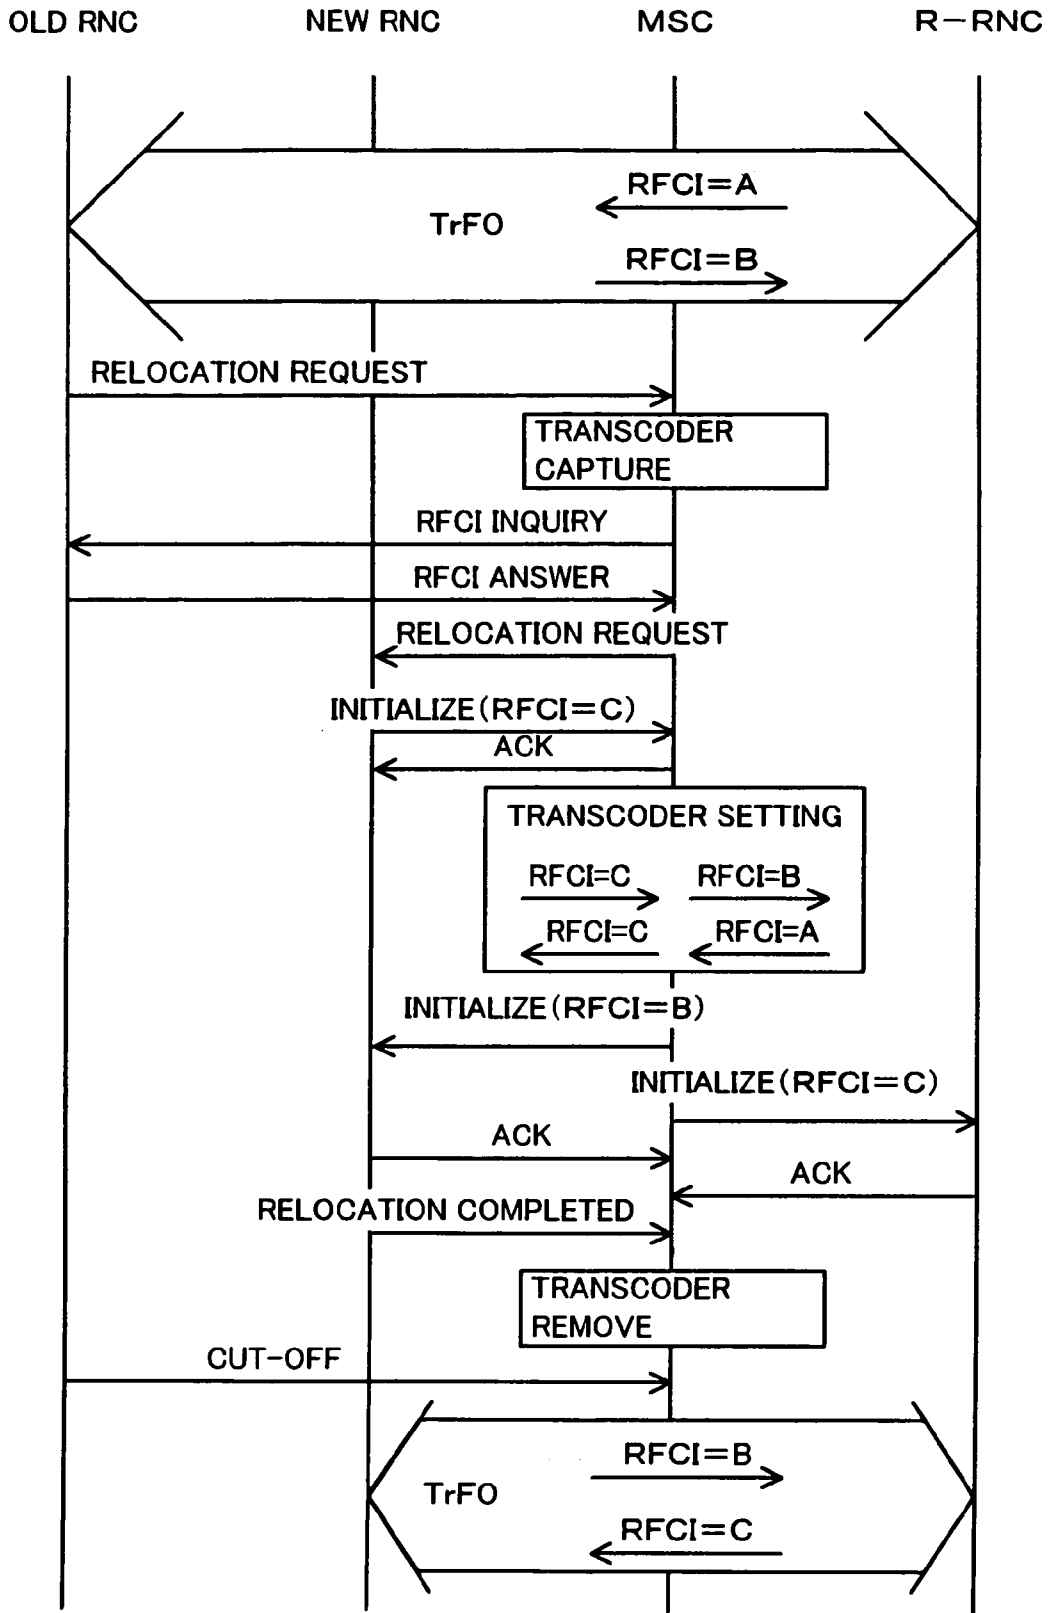 OLD RNC NEW RNC MSC R－RNC
RFCI＝A
TrFO
RFCI＝B
RELOCATION REQUEST
TRANSCODER
CAPTURE
RFCI INQUIRY
RFCI ANSWER
RELOCATION REQUEST
INITIALIZE(RFCI＝C)
ACK
TRANSCODER SETTING
RFCI=C RFCI=B
RFCI=C RFCI=A
INITIALIZE(RFCI＝B)
INITIALIZE(RFCI＝C)
ACK
ACK
RELOCATION COMPLETED
TRANSCODER
REMOVE
CUT-OFF
RFCI＝B
TrFO
RFCI＝C